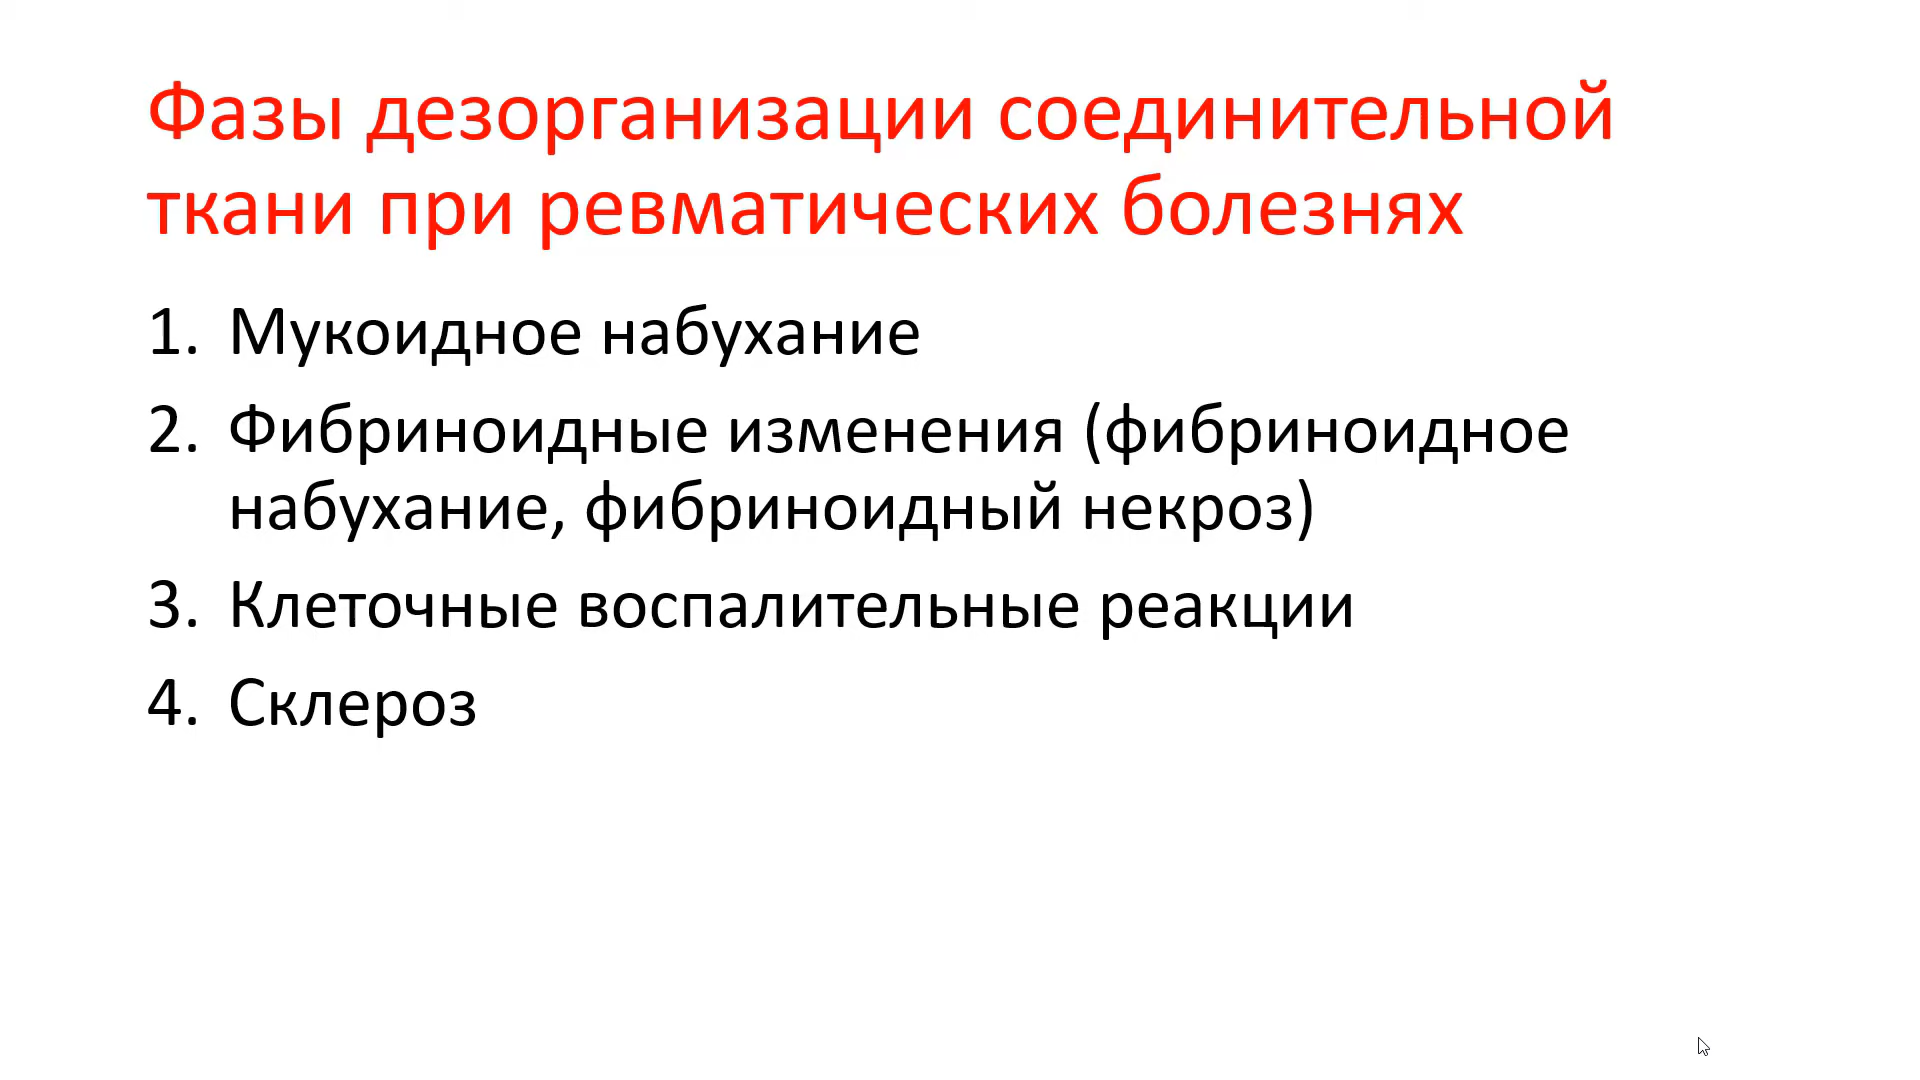 Фазы дезорганизации соединительной
ткани при ревматических болезнях
1. Мукоидное набухание
2. Фибриноидные изменения (фибриноидное
набухание, фибриноидный некроз)
3. Клеточные воспалительные реакции
4. Склероз